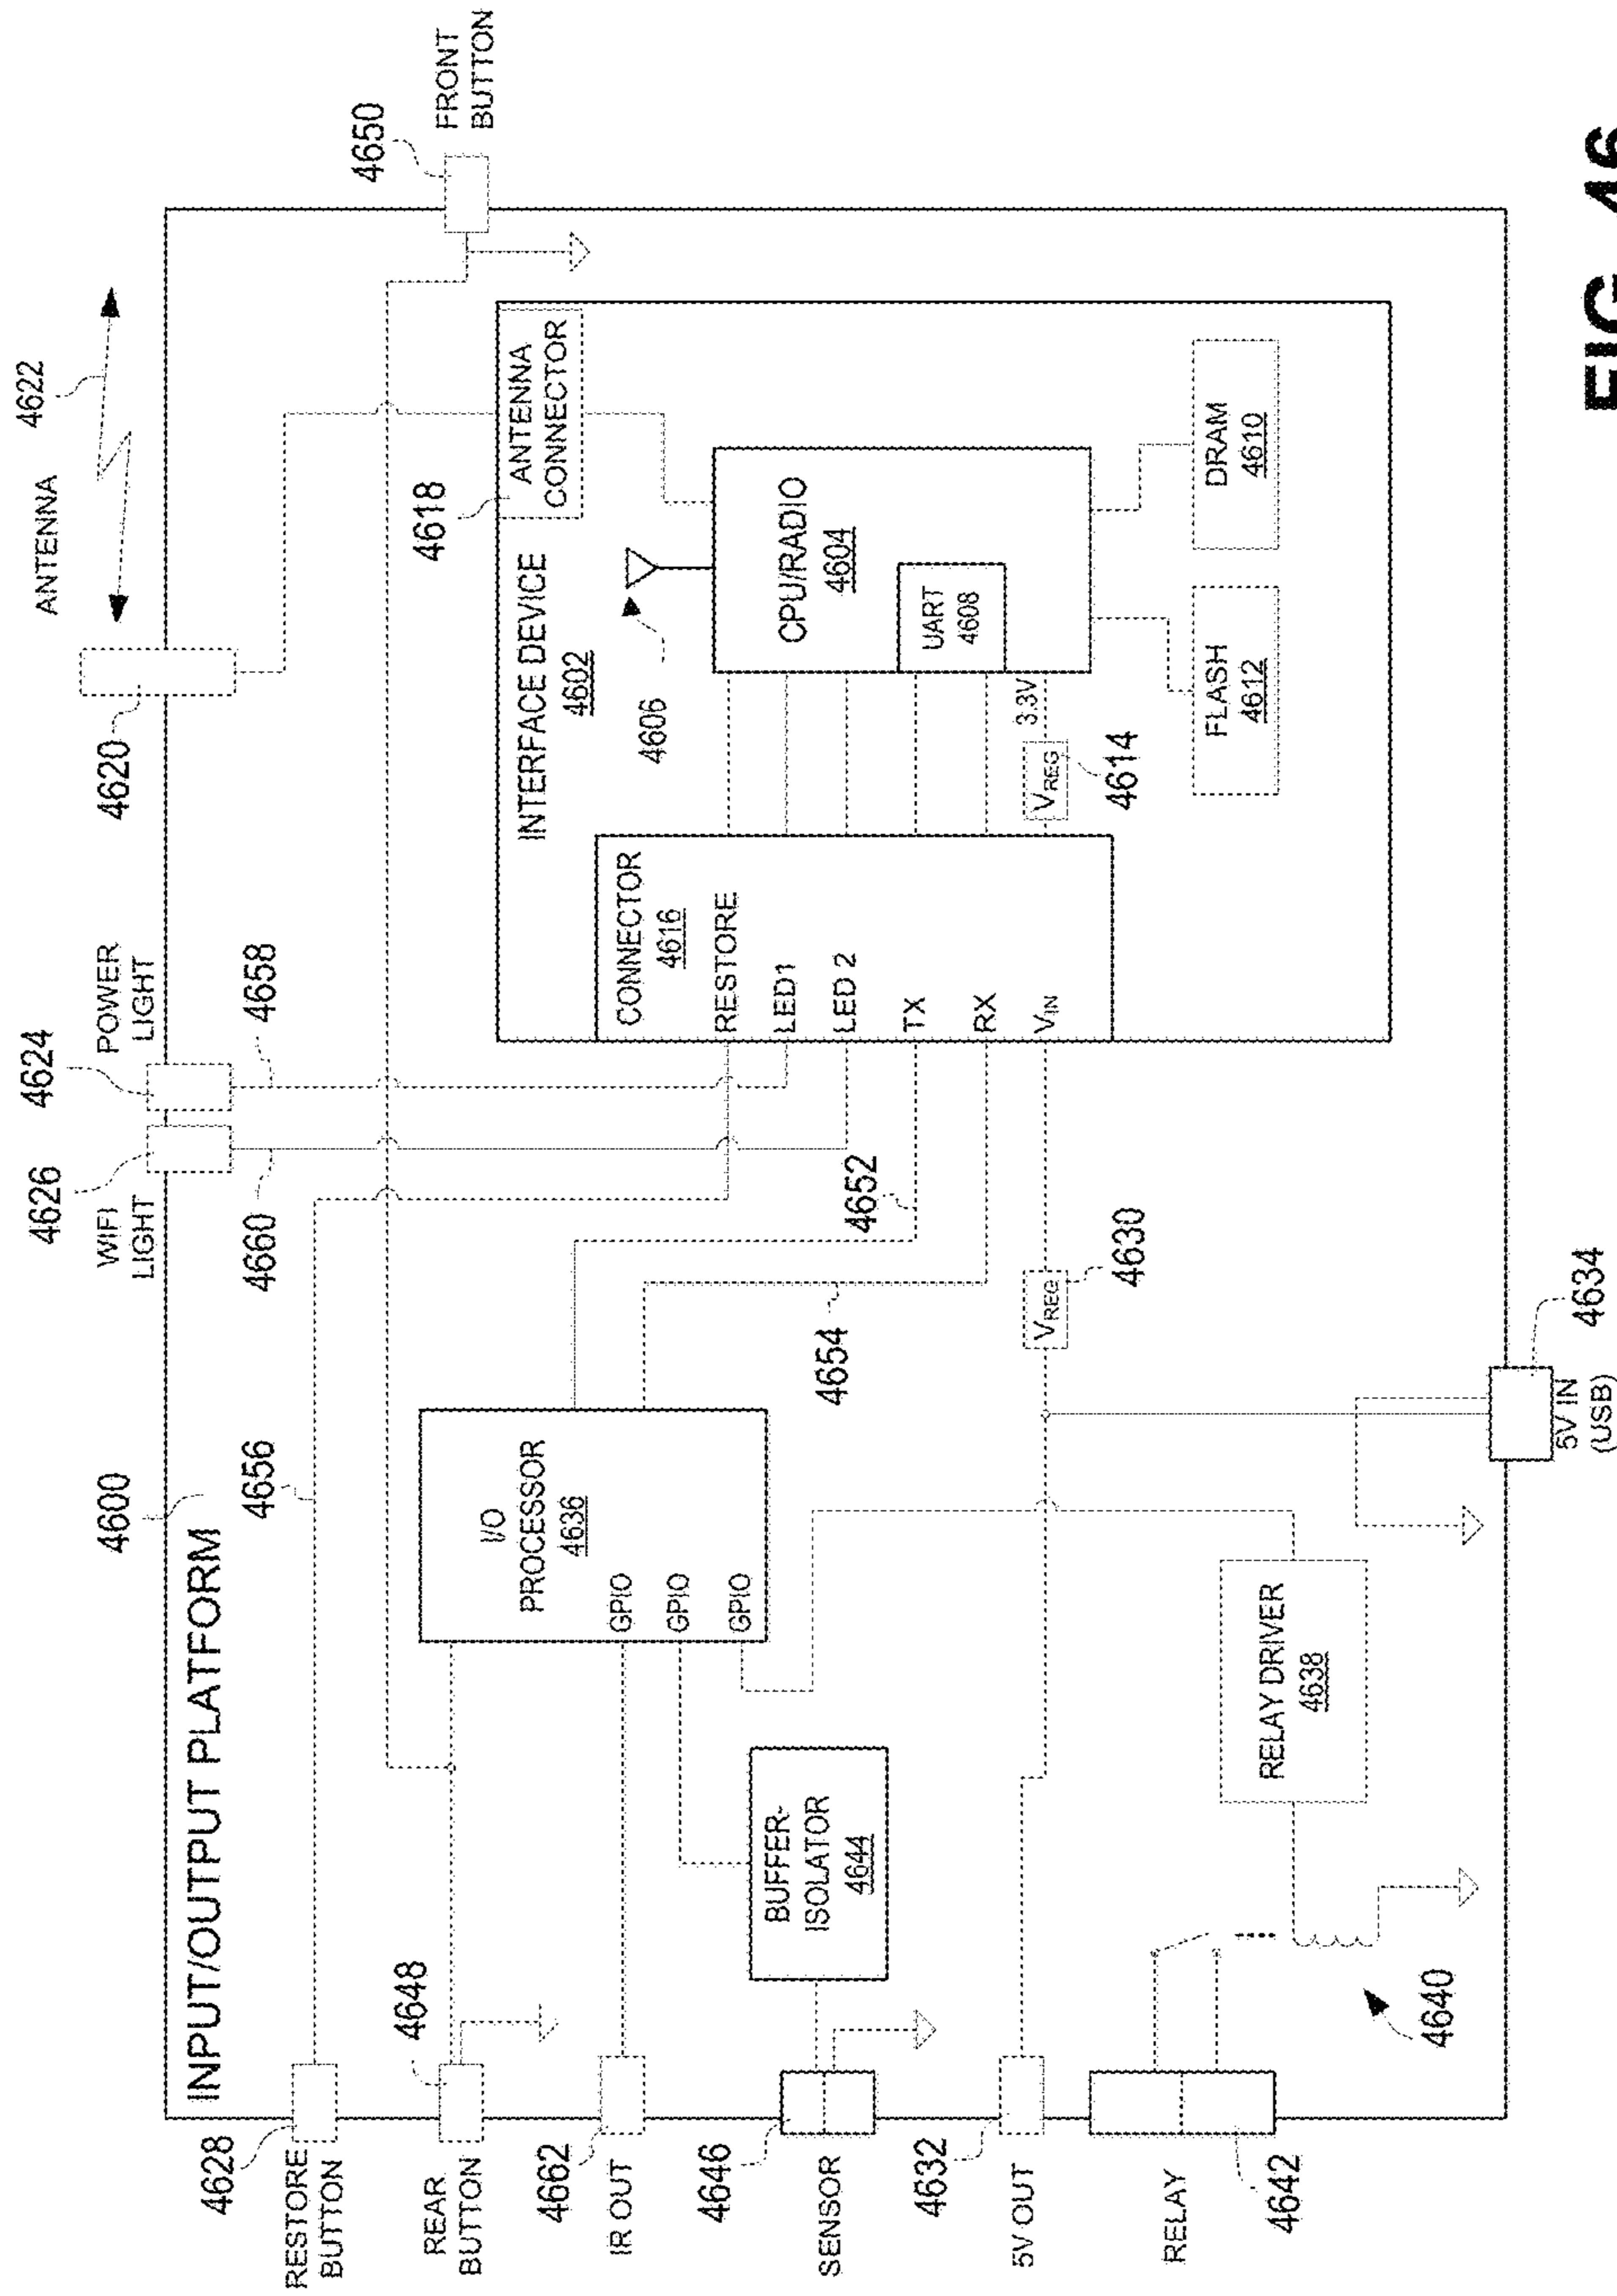 INPUT/OUTPUT PLATFORM
4600
ANTENNA
4622
4620
POWER
LIGHT
4624
4658
WIFI
LIGHT
4626
4660
4656
RESTORE
BUTTON
4628
REAR
BUTTON
4648
FRONT
BUTTON
4650
IR OUT
4662
SENSOR
4646
5V OUT
4632
RELAY
4642
4640
I/O
PROCESSOR
4636
GPIO
GPIO
GPIO
BUFFER-
ISOLATOR
4644
RELAY DRIVER
4638
4652
4654
VREG
4630
5V IN
(USB)
4634
INTERFACE DEVICE
4602
ANTENNA
CONNECTOR
4618
4606
CONNECTOR
4616
RESTORE
LED1
LED 2
TX
RX
VIN
CPU/RADIO
4604
UART
4608
3.3V
VREG
4614
FLASH
4612
DRAM
4610
FIG. 46